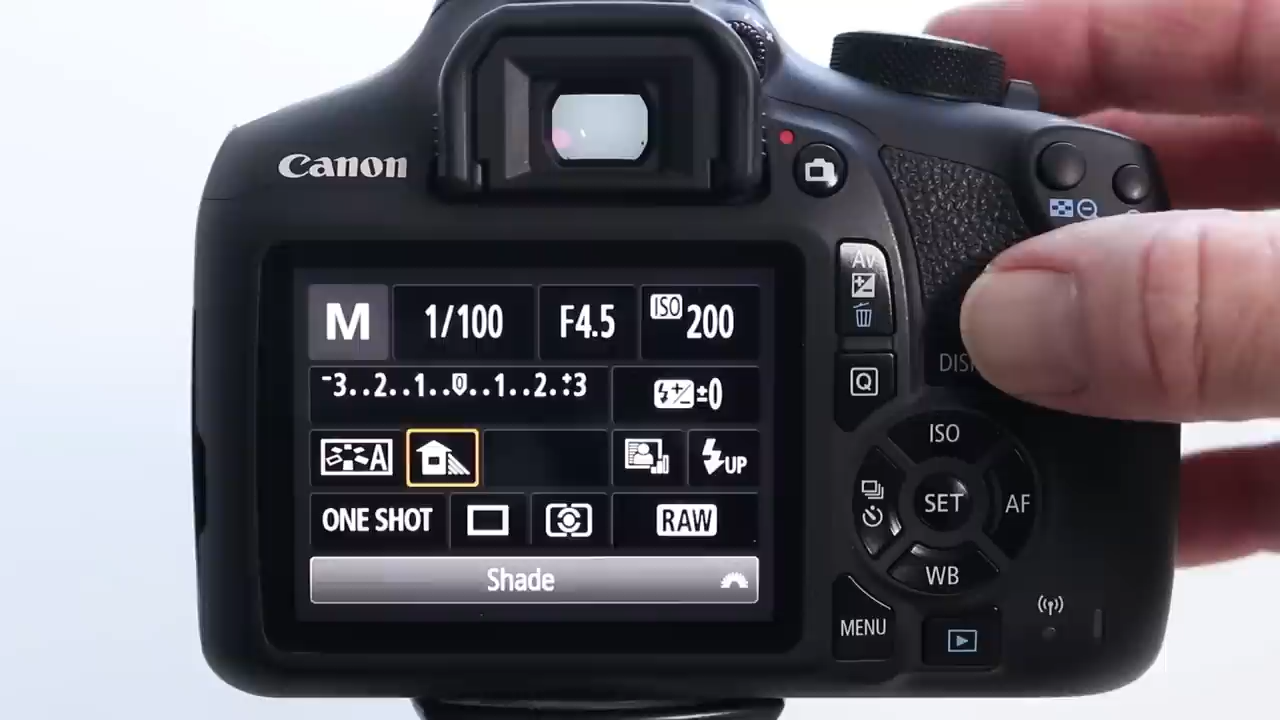 Canon
M 1/100 F4.5 ISO 200
-3..2..1..0..1..2.:+3 ±0
A UP
ONE SHOT RAW
Shade
Av
Q
DIS
ISO
SET
AF
WB
MENU